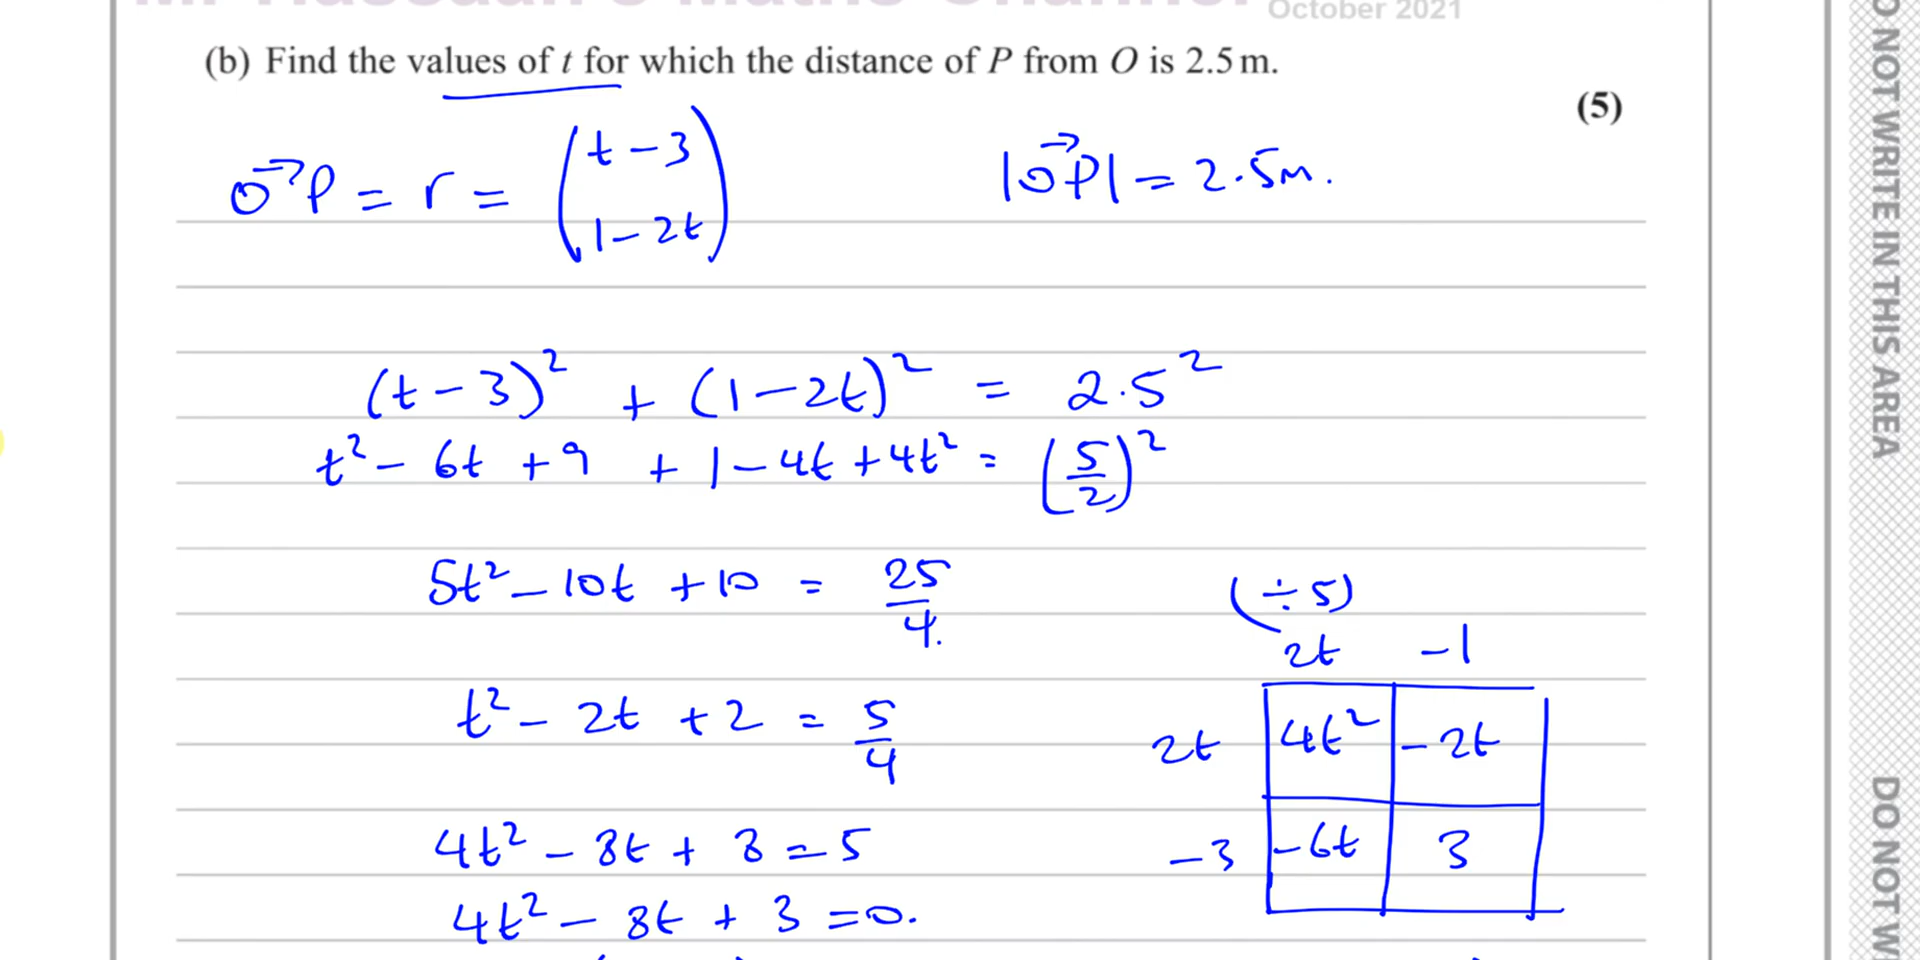 October 2021
(b) Find the values of t for which the distance of P from O is 2.5 m.
(5)
OP = r = (t − 3
1 − 2t)
|OP| = 2.5m.
(t − 3)² + (1 − 2t)² = 2.5²
t² − 6t + 9 + 1 − 4t + 4t² = (5/2)²
5t² − 10t + 10 = 25/4.
(÷5)
t² − 2t + 2 = 5/4
4t² − 8t + 8 = 5
4t² − 8t + 3 = 0.
2t −1
2t 4t² −2t
−3 −6t 3
DO NOT WRITE IN THIS AREA
DO NOT W